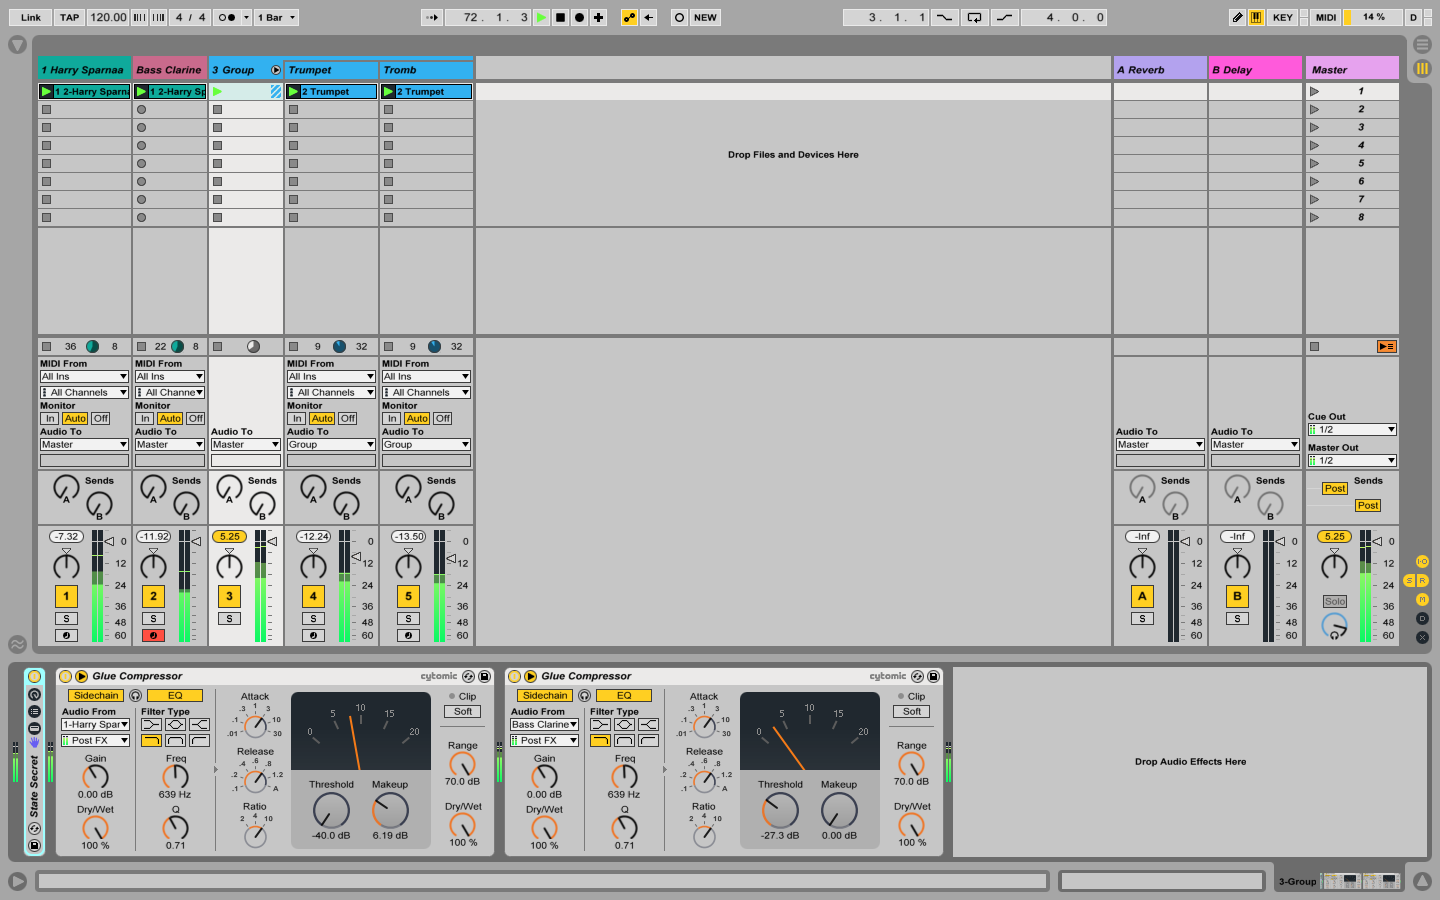 Link TAP 120.00 4 / 4 1 Bar 72 . 1 . 3 NEW 3 . 1 . 1 4 . 0 . 0 KEY MIDI 14 % D
1 Harry Sparnaa Bass Clarine 3 Group Trumpet Tromb A Reverb B Delay Master
1 2-Harry Sparn 1 2-Harry Sp 2 Trumpet 2 Trumpet 1
2
3
4
Drop Files and Devices Here
5
6
7
8
36 8 22 8 9 32 9 32
MIDI From MIDI From MIDI From MIDI From
All Ins All Ins All Ins All Ins
All Channels All Channe All Channels All Channels
Monitor Monitor Monitor Monitor
In Auto Off In Auto Off In Auto Off In Auto Off Cue Out
1/2
Audio To Audio To Audio To Audio To Audio To Audio To Audio To
Master Master Master Group Group Master Master Master Out
1/2
Sends Sends Sends Sends Sends Sends Sends Sends
A A A A A A A Post
B B B B B B B Post
-7.32 -11.92 5.25 -12.24 -13.50 -Inf -Inf 5.25
0 0 0 0 0 0
12 12 12 12 12 12
1 2 3 4 5 A B
24 24 24 24 24 24
36 36 36 36 36 36
S S S S S S S Solo
48 48 48 48 48 48
60 60 60 60 60 60
I·O
S R
M
D
X
State Secret
Glue Compressor cytomic
Sidechain EQ Attack Clip
Audio From Filter Type Soft
1-Harry Spar
Post FX
.01 .1 .3 1 3 10 30
0 5 10 15 20
Release
.1 .2 .4 .6 .8 1.2 A
Range
70.0 dB
Gain Freq
0.00 dB 639 Hz
Threshold Makeup
-40.0 dB 6.19 dB
Dry/Wet Q Ratio Dry/Wet
2 4 10
100 % 0.71 100 %
Glue Compressor cytomic
Sidechain EQ Attack Clip
Audio From Filter Type Soft
Bass Clarine
Post FX
.01 .1 .3 1 3 10 30
0 5 10 15 20
Release
.1 .2 .4 .6 .8 1.2 A
Range
70.0 dB
Gain Freq
0.00 dB 639 Hz
Threshold Makeup
-27.3 dB 0.00 dB
Dry/Wet Q Ratio Dry/Wet
2 4 10
100 % 0.71 100 %
Drop Audio Effects Here
3-Group